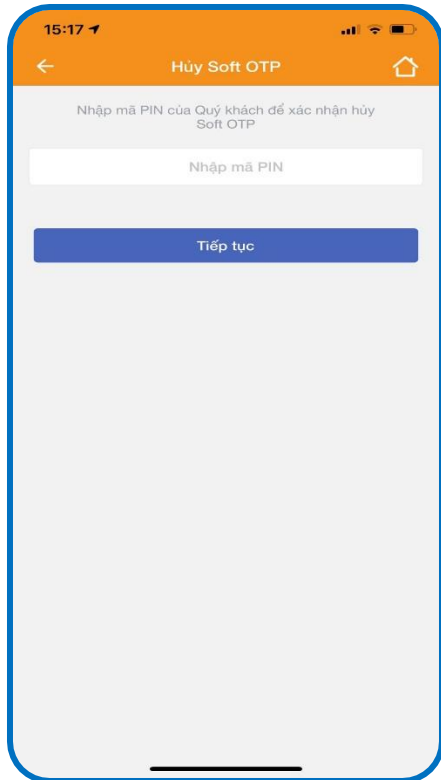 15:17
Hủy Soft OTP
Nhập mã PIN của Quý khách để xác nhận hủy
Soft OTP
Nhập mã PIN
Tiếp tục